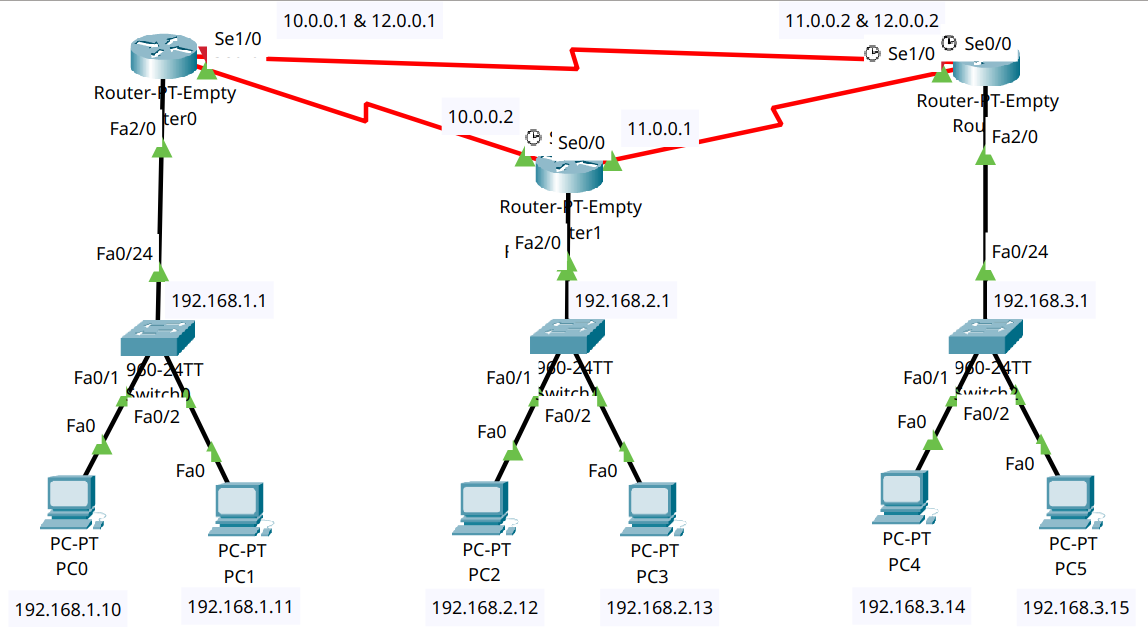 10.0.0.1 & 12.0.0.1
11.0.0.2 & 12.0.0.2
Se1/0
Se1/0
Se0/0
Router-PT-Empty
ter0
Router-PT-Empty
Rou
Fa2/0
10.0.0.2
11.0.0.1
Se0/0
Fa2/0
Router-PT-Empty
ter1
Fa2/0
Fa0/24
Fa0/24
192.168.1.1
192.168.2.1
192.168.3.1
960-24TT
Switch0
960-24TT
960-24TT
Fa0/1
Fa0/2
Fa0/1
Fa0/2
Fa0/1
Fa0/2
Fa0
Fa0
Fa0
Fa0
Fa0
Fa0
PC-PT
PC0
PC-PT
PC1
PC-PT
PC2
PC-PT
PC3
PC-PT
PC4
PC-PT
PC5
192.168.1.10
192.168.1.11
192.168.2.12
192.168.2.13
192.168.3.14
192.168.3.15